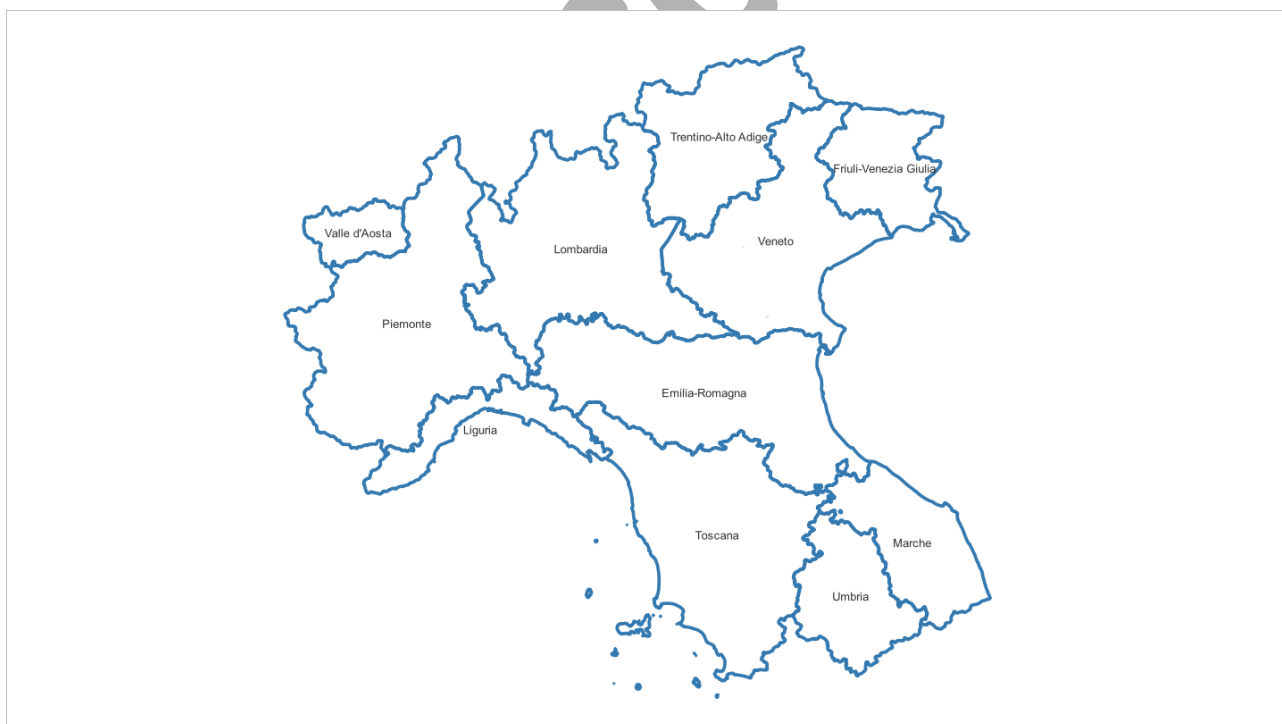 Trentino-Alto Adige
Friuli-Venezia Giulia
Valle d'Aosta
Veneto
Lombardia
Piemonte
Emilia-Romagna
Liguria
Toscana
Marche
Umbria